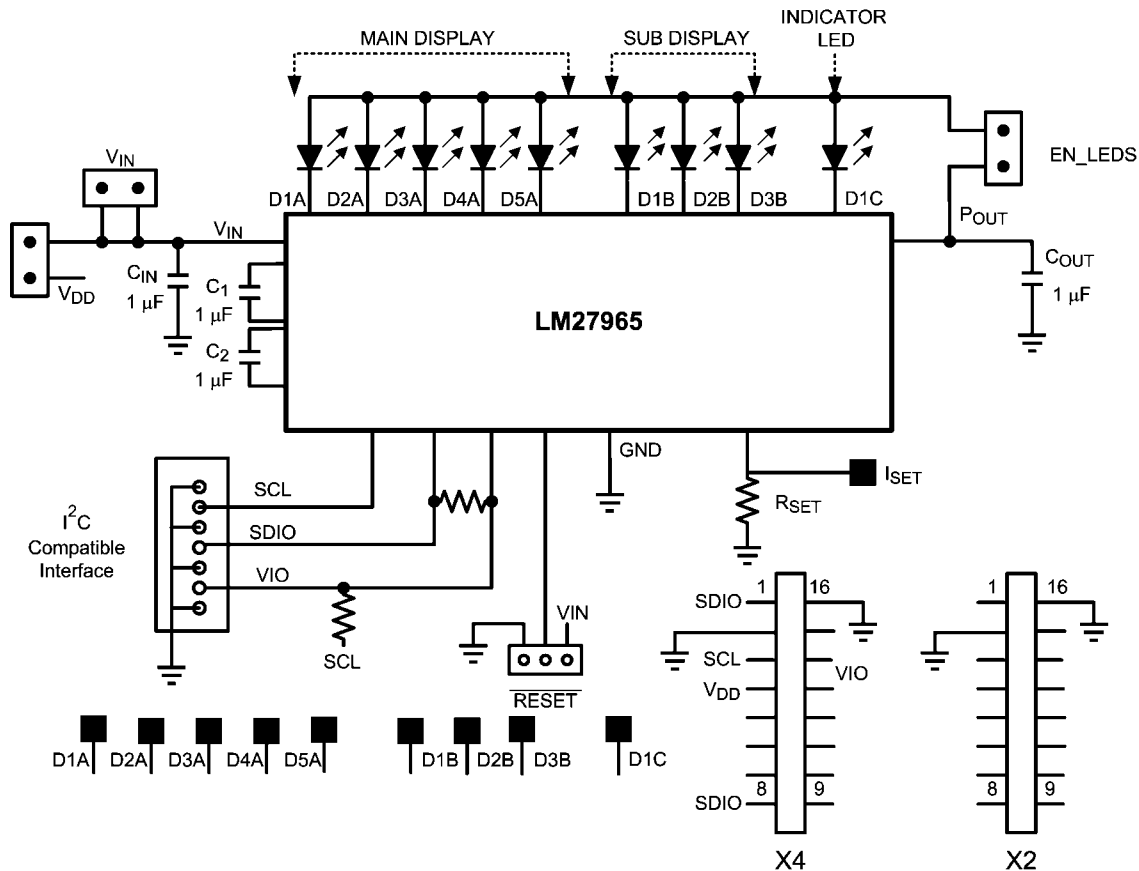 MAIN DISPLAY
SUB DISPLAY
INDICATOR
LED
EN_LEDS
VIN
D1A
D2A
D3A
D4A
D5A
D1B
D2B
D3B
D1C
POUT
VIN
VDD
CIN
1 µF
C1
1 µF
C2
1 µF
LM27965
COUT
1 µF
GND
ISET
RSET
I2C
Compatible
Interface
SCL
SDIO
VIO
SCL
VIN
RESET
D1A
D2A
D3A
D4A
D5A
D1B
D2B
D3B
D1C
1
16
SDIO
SCL
VIO
VDD
8
9
SDIO
X4
1
16
8
9
X2